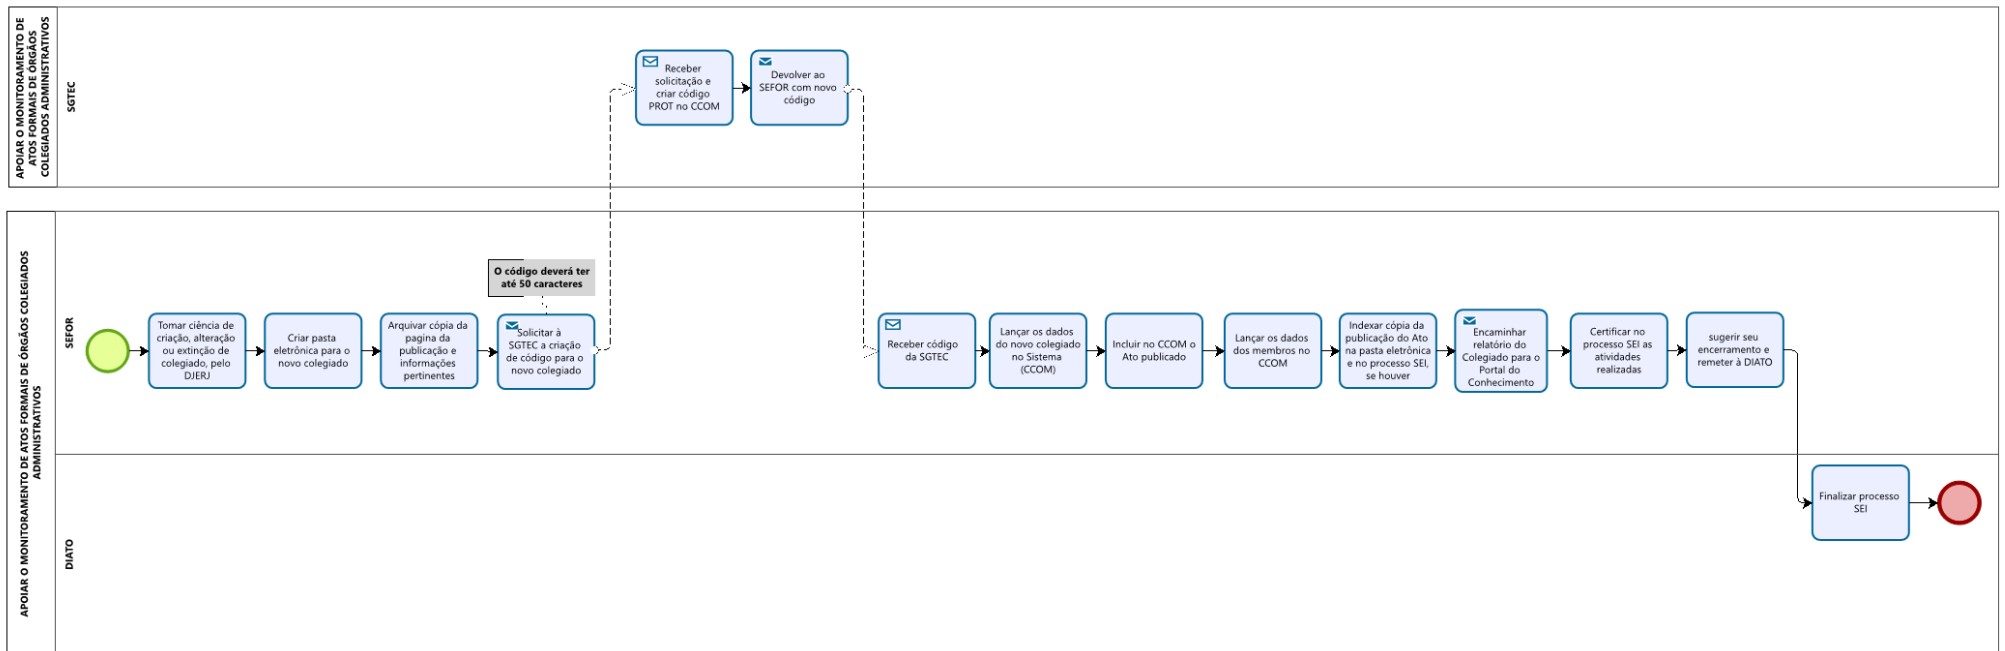 APOIAR O MONITORAMENTO DE
ATOS FORMAIS DE ÓRGÃOS
COLEGIADOS ADMINISTRATIVOS
SGTEC
Receber
solicitação e
criar código
PROT no CCOM
Devolver ao
SEFOR com novo
código
APOIAR O MONITORAMENTO DE ATOS FORMAIS DE ÓRGÃOS COLEGIADOS
ADMINISTRATIVOS
SEFOR
O código deverá ter
até 50 caracteres
Tomar ciência de
criação, alteração
ou extinção de
colegiado, pelo
DJERJ
Criar pasta
eletrônica para o
novo colegiado
Arquivar cópia da
pagina da
publicação e
informações
pertinentes
Solicitar à
SGTEC a criação
de código para o
novo colegiado
Receber código
da SGTEC
Lançar os dados
do novo colegiado
no Sistema
(CCOM)
Incluir no CCOM o
Ato publicado
Lançar os dados
dos membros no
CCOM
Indexar cópia da
publicação do Ato
na pasta eletrônica
e no processo SEI,
se houver
Encaminhar
relatório do
Colegiado para o
Portal do
Conhecimento
Certificar no
processo SEI as
atividades
realizadas
sugerir seu
encerramento e
remeter à DIATO
DIATO
Finalizar processo
SEI